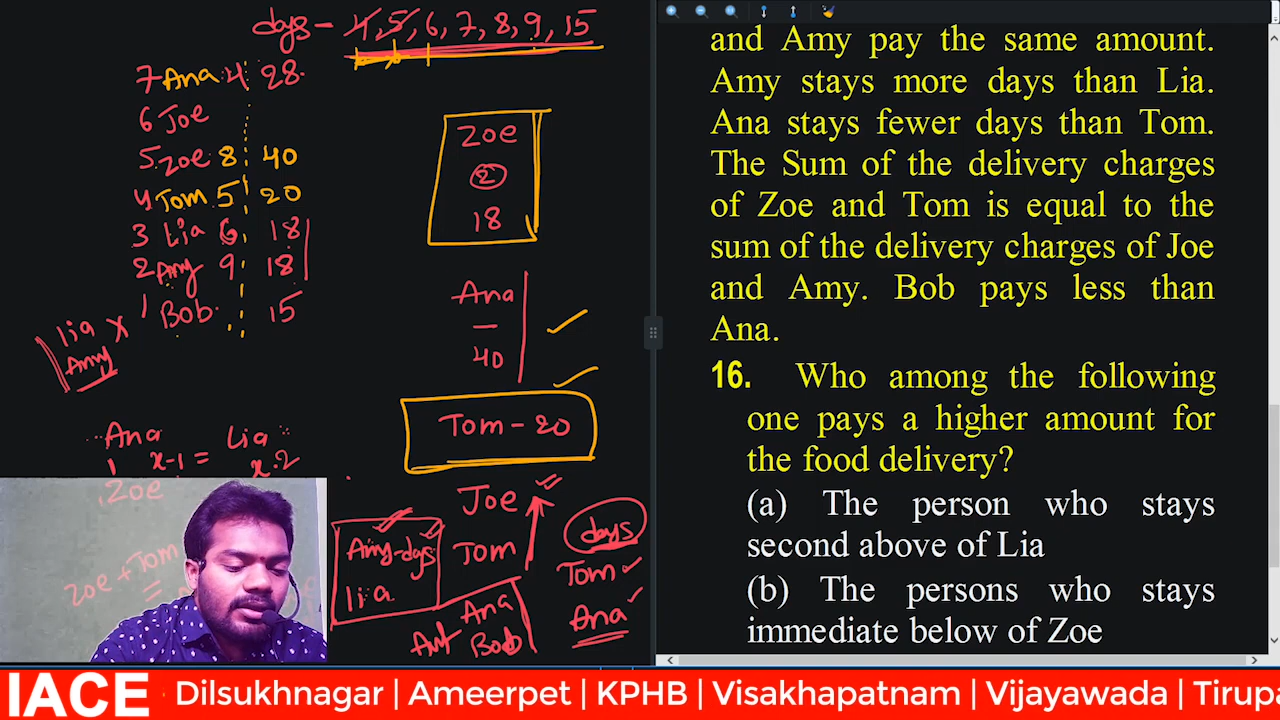 days - 4, 5, 6, 7, 8, 9, 15
7 Ana 4 28
6 Joe
5 Zoe 8 40
4 Tom 5 20
3 Lia 6 18
2 Amy 9 18
1 Bob 15
Lia x
Amy
Zoe
2
18
Ana
40
Tom - 20
Ana Lia
x-1 = x-2
Zoe
Zoe + Tom
=
Joe
Tom
Ana
Amt Bob
Amy-days
lia
days
Tom
Ana
and Amy pay the same amount.
Amy stays more days than Lia.
Ana stays fewer days than Tom.
The Sum of the delivery charges
of Zoe and Tom is equal to the
sum of the delivery charges of Joe
and Amy. Bob pays less than
Ana.
16. Who among the following
one pays a higher amount for
the food delivery?
(a) The person who stays
second above of Lia
(b) The persons who stays
immediate below of Zoe
IACE Dilsukhnagar | Ameerpet | KPHB | Visakhapatnam | Vijayawada | Tirupa